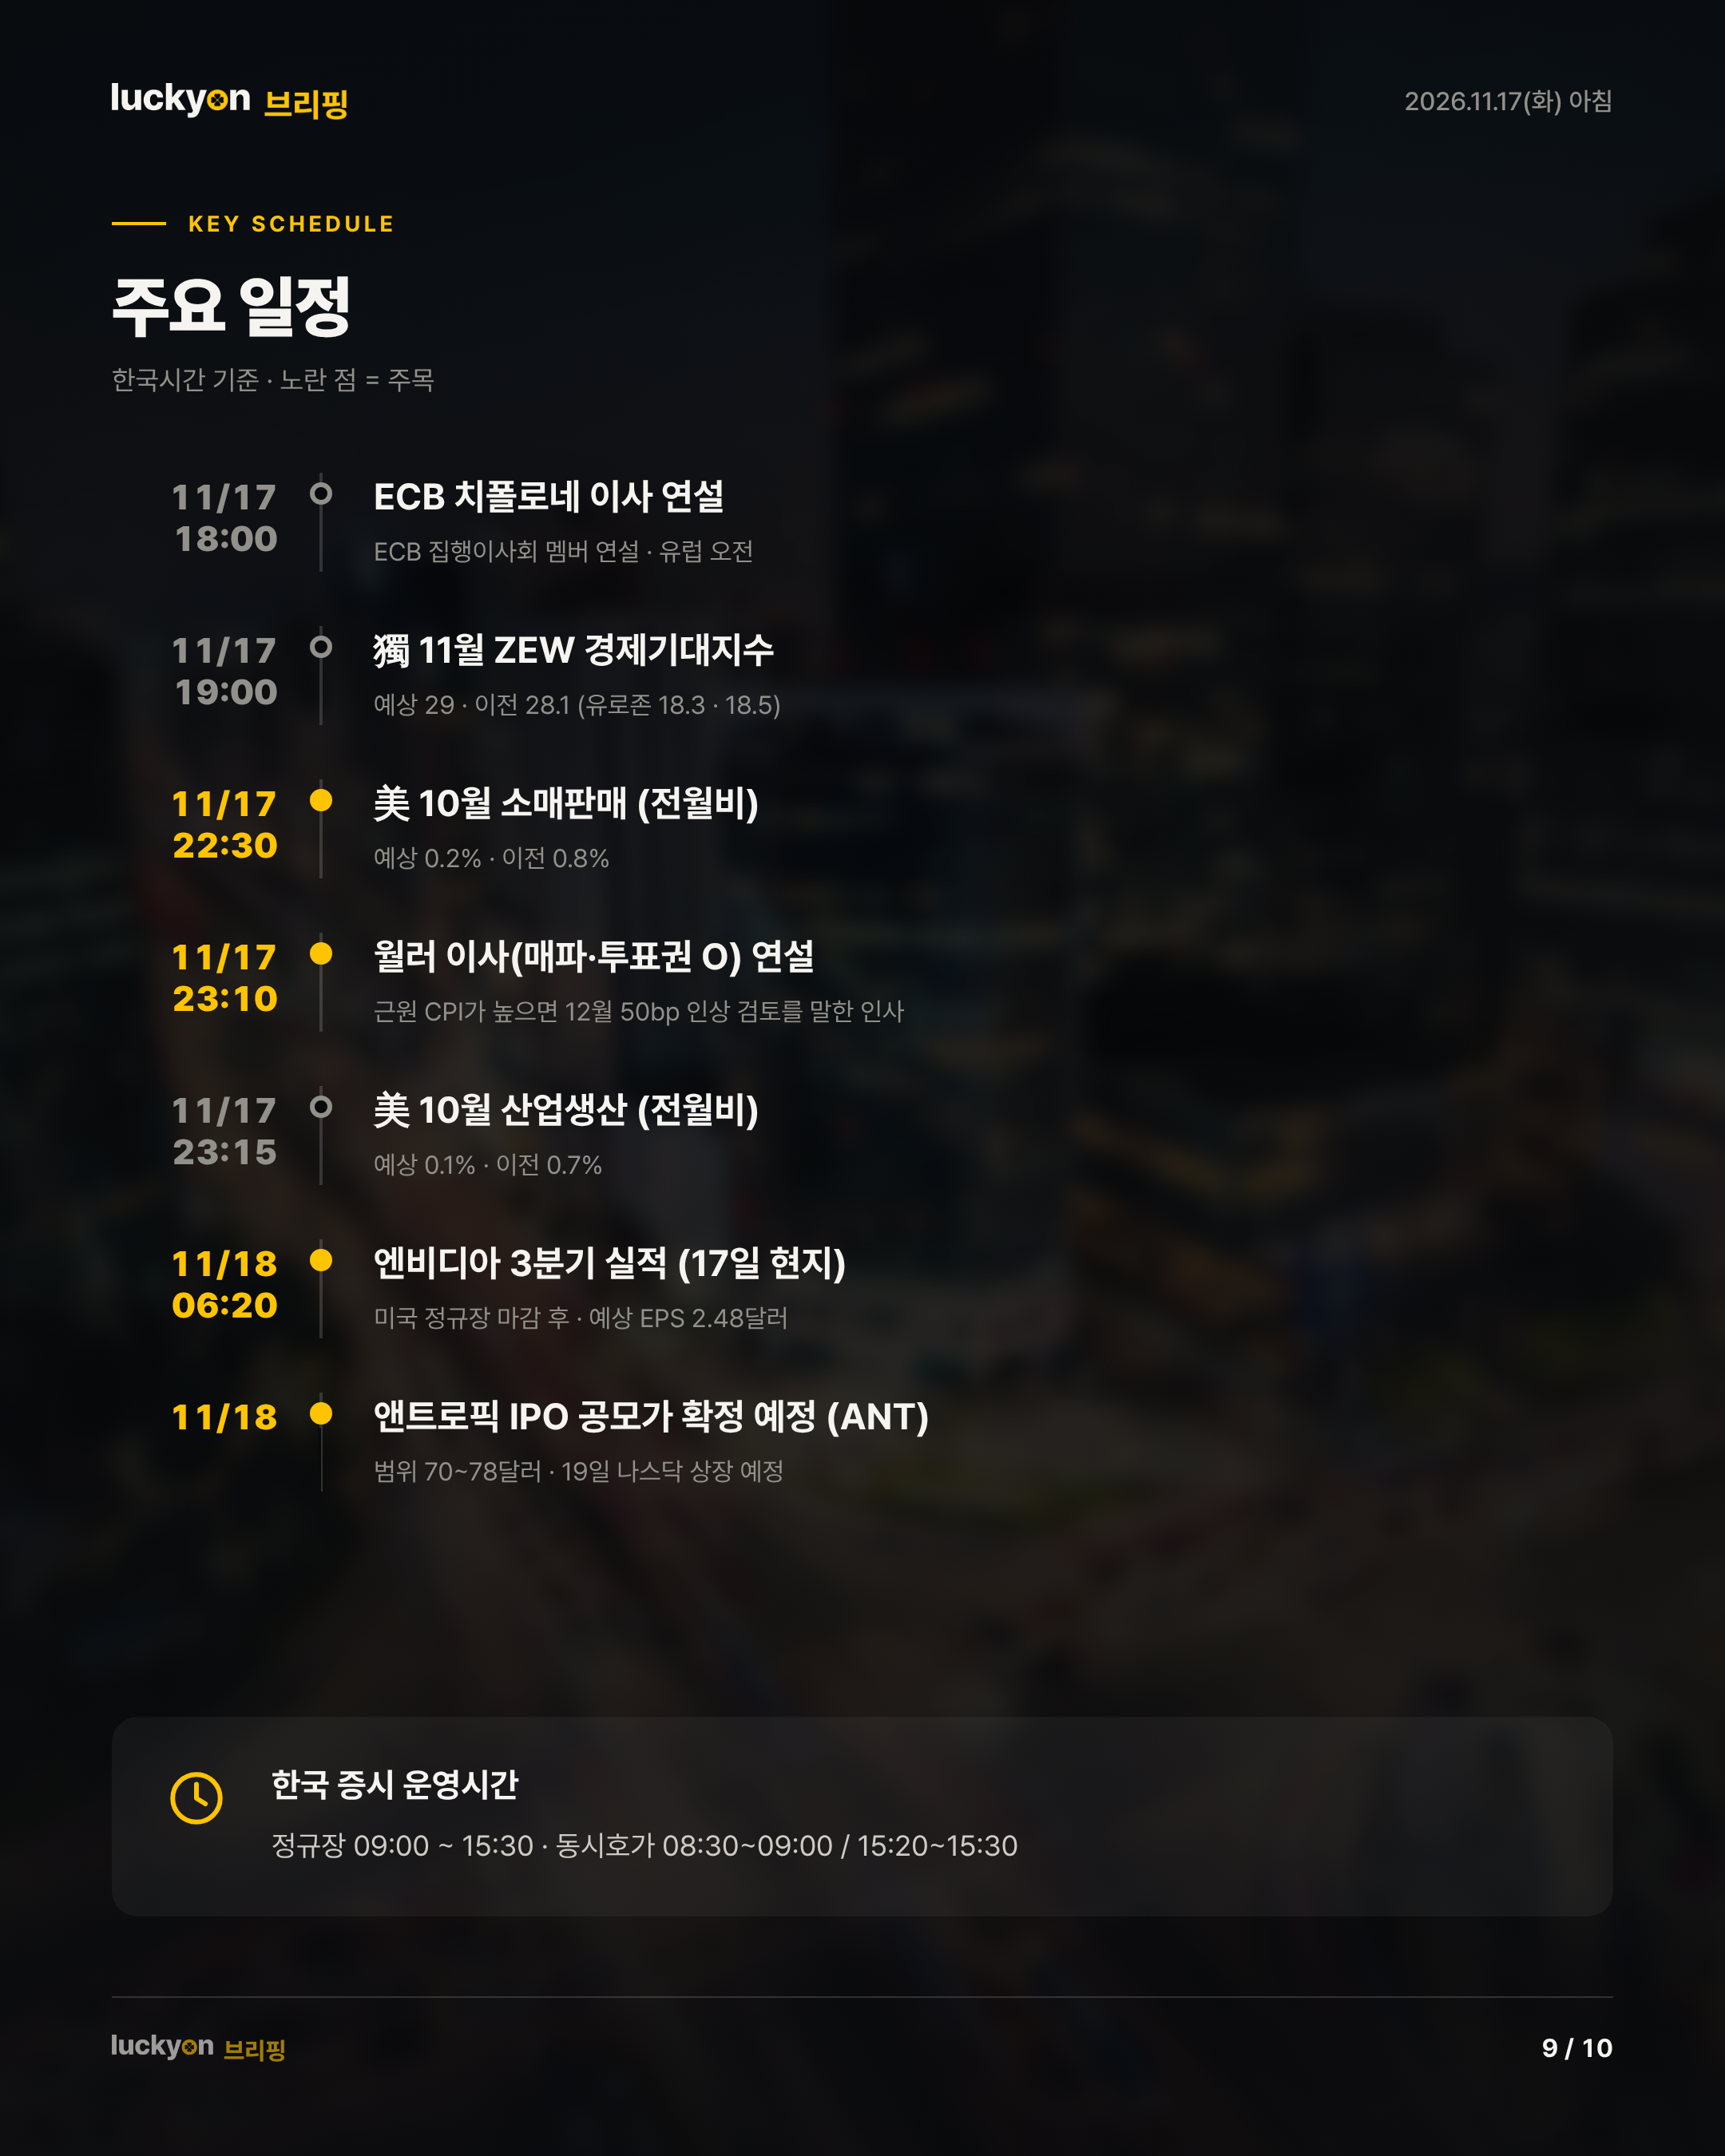 luckyon 브리핑
2026.11.17(화) 아침
KEY SCHEDULE
주요 일정
한국시간 기준 · 노란 점 = 주목
11/17
18:00
ECB 치폴로네 이사 연설
ECB 집행이사회 멤버 연설 · 유럽 오전
11/17
19:00
獨 11월 ZEW 경제기대지수
예상 29 · 이전 28.1 (유로존 18.3 · 18.5)
11/17
22:30
美 10월 소매판매 (전월비)
예상 0.2% · 이전 0.8%
11/17
23:10
월러 이사(매파·투표권 O) 연설
근원 CPI가 높으면 12월 50bp 인상 검토를 말한 인사
11/17
23:15
美 10월 산업생산 (전월비)
예상 0.1% · 이전 0.7%
11/18
06:20
엔비디아 3분기 실적 (17일 현지)
미국 정규장 마감 후 · 예상 EPS 2.48달러
11/18
앤트로픽 IPO 공모가 확정 예정 (ANT)
범위 70~78달러 · 19일 나스닥 상장 예정
한국 증시 운영시간
정규장 09:00 ~ 15:30 · 동시호가 08:30~09:00 / 15:20~15:30
luckyon 브리핑
9 / 10